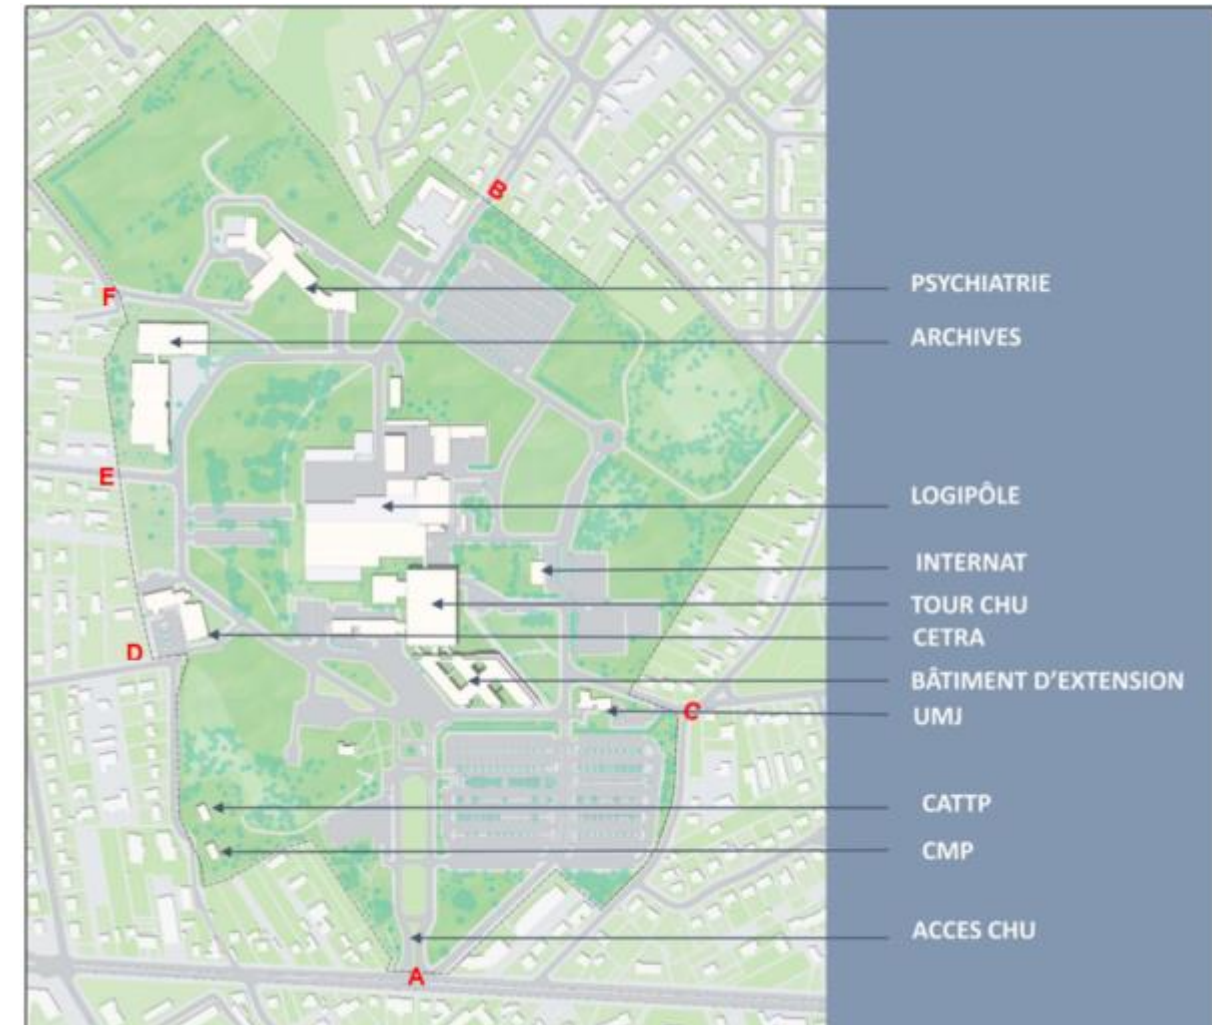 B
PSYCHIATRIE
F
ARCHIVES
E
LOGIPÔLE
INTERNAT
TOUR CHU
CETRA
D
BÂTIMENT D'EXTENSION
C
UMJ
CATTP
CMP
ACCES CHU
A